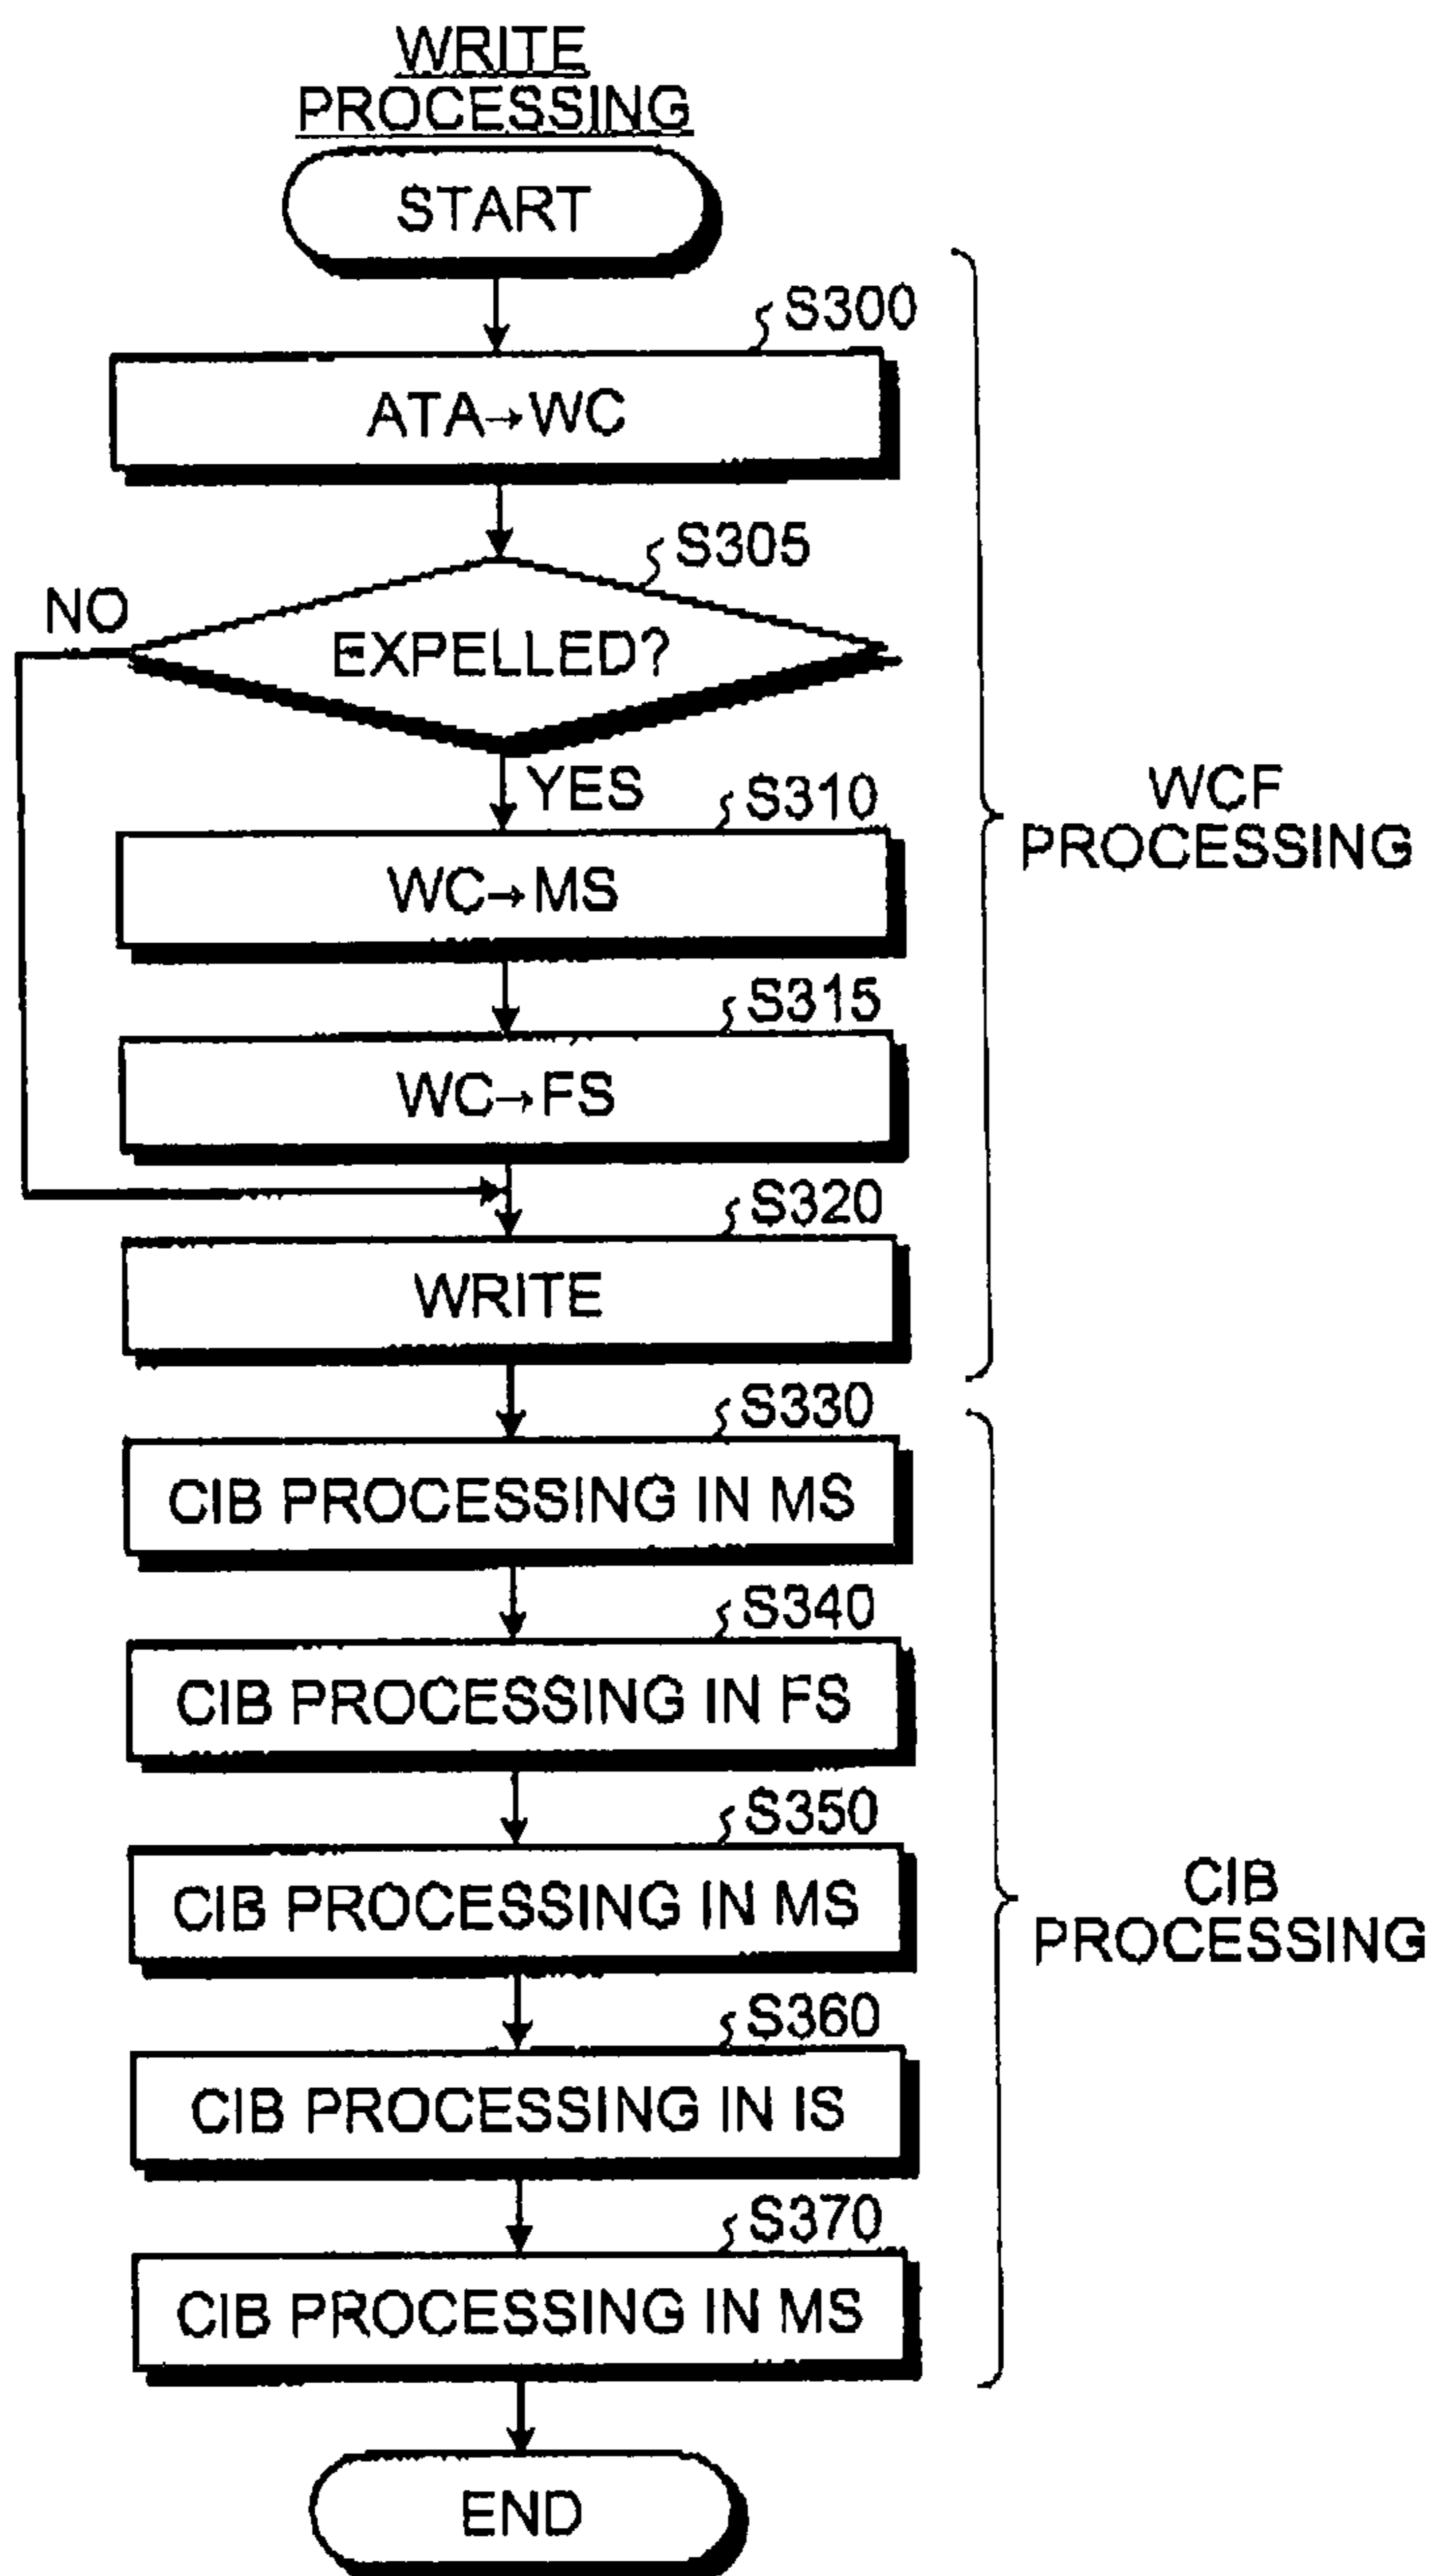 WRITE
PROCESSING
START
S300
ATA→WC
S305
NO
EXPELLED?
YES
S310
WCF
PROCESSING
WC→MS
S315
WC→FS
S320
WRITE
S330
CIB PROCESSING IN MS
S340
CIB PROCESSING IN FS
S350
CIB PROCESSING IN MS
CIB
PROCESSING
S360
CIB PROCESSING IN IS
S370
CIB PROCESSING IN MS
END